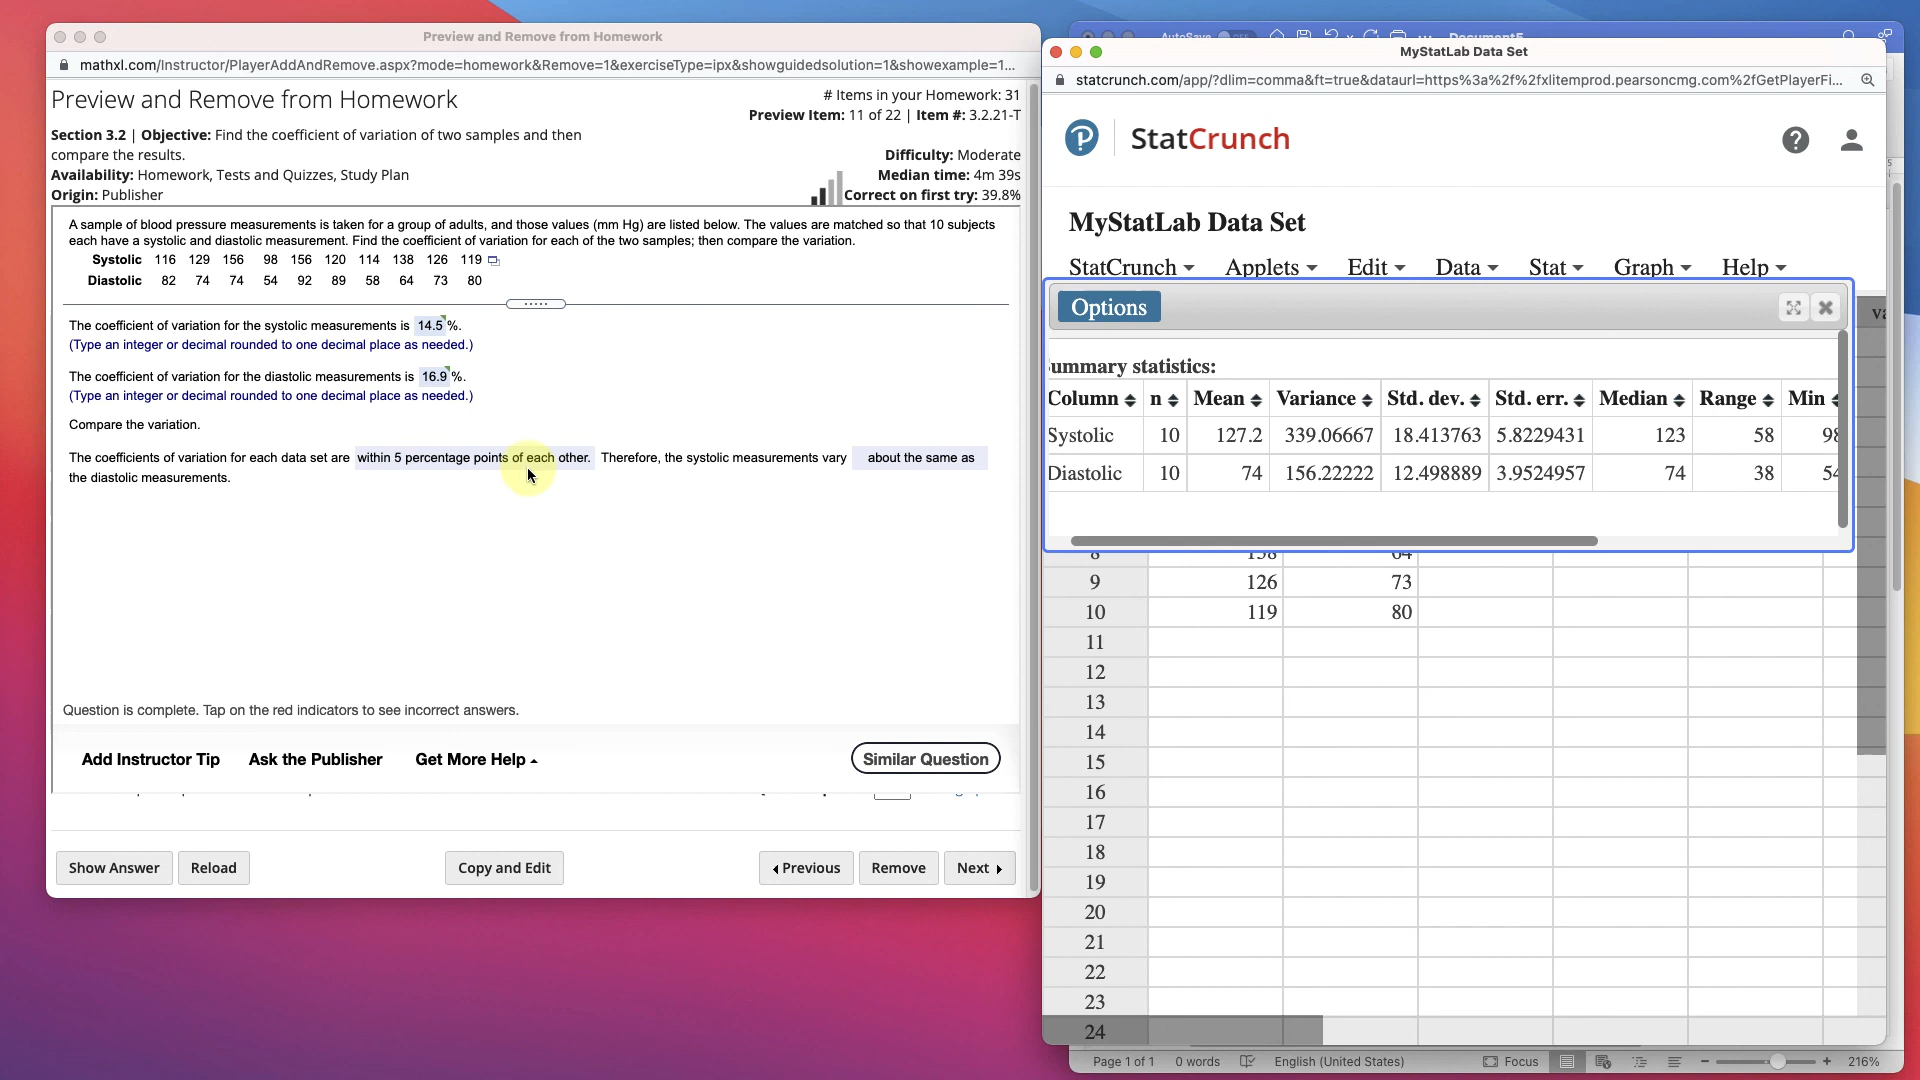 Preview and Remove from Homework
mathxl.com/Instructor/PlayerAddAndRemove.aspx?mode=homework&Remove=1&exerciseType=ipx&showguidedsolution=1&showexample=1...
Preview and Remove from Homework
# Items in your Homework: 31
Preview Item: 11 of 22 | Item #: 3.2.21-T
Section 3.2 | Objective: Find the coefficient of variation of two samples and then
compare the results.
Difficulty: Moderate
Availability: Homework, Tests and Quizzes, Study Plan
Median time: 4m 39s
Origin: Publisher
Correct on first try: 39.8%
A sample of blood pressure measurements is taken for a group of adults, and those values (mm Hg) are listed below. The values are matched so that 10 subjects
each have a systolic and diastolic measurement. Find the coefficient of variation for each of the two samples; then compare the variation.
Systolic 116 129 156 98 156 120 114 138 126 119
Diastolic 82 74 74 54 92 89 58 64 73 80
The coefficient of variation for the systolic measurements is 14.5 %.
(Type an integer or decimal rounded to one decimal place as needed.)
The coefficient of variation for the diastolic measurements is 16.9 %.
(Type an integer or decimal rounded to one decimal place as needed.)
Compare the variation.
The coefficients of variation for each data set are within 5 percentage points of each other. Therefore, the systolic measurements vary about the same as
the diastolic measurements.
Question is complete. Tap on the red indicators to see incorrect answers.
Add Instructor Tip Ask the Publisher Get More Help Similar Question
Show Answer Reload Copy and Edit Previous Remove Next
AutoSave OFF Document5
MyStatLab Data Set
statcrunch.com/app/?dlim=comma&ft=true&dataurl=https%3a%2f%2fxlitemprod.pearsoncmg.com%2fGetPlayerFi...
StatCrunch
MyStatLab Data Set
StatCrunch Applets Edit Data Stat Graph Help
Options
va
ummary statistics:
Column n Mean Variance Std. dev. Std. err. Median Range Min
Systolic 10 127.2 339.06667 18.413763 5.8229431 123 58 98
Diastolic 10 74 156.22222 12.498889 3.9524957 74 38 54
8 138 64
9 126 73
10 119 80
11
12
13
14
15
16
17
18
19
20
21
22
23
24
Page 1 of 1 0 words English (United States) Focus 216%